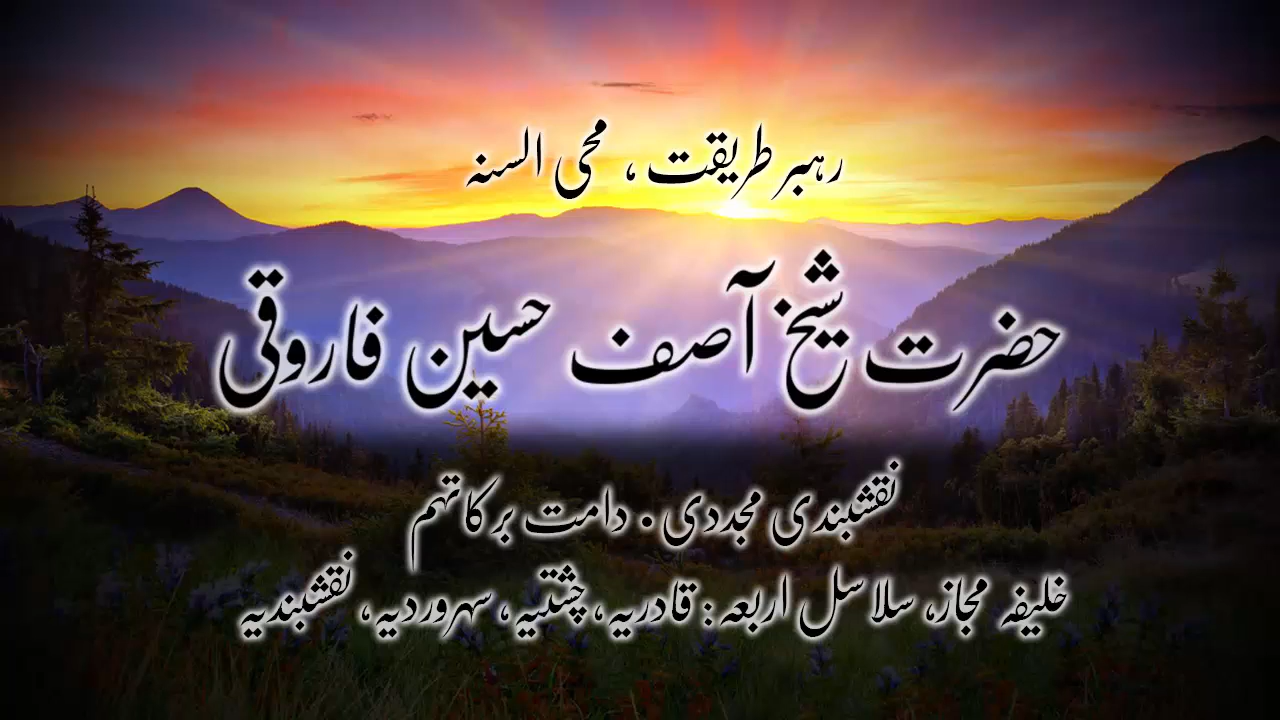 رہبر طریقت ، محی السنہ
حضرت شیخ آصف حسین فاروقی
نقشبندی مجددی ۰ دامت برکاتہم
خلیفہ مجاز، سلاسل اربعہ: قادریہ، چشتیہ، سہروردیہ، نقشبندیہ